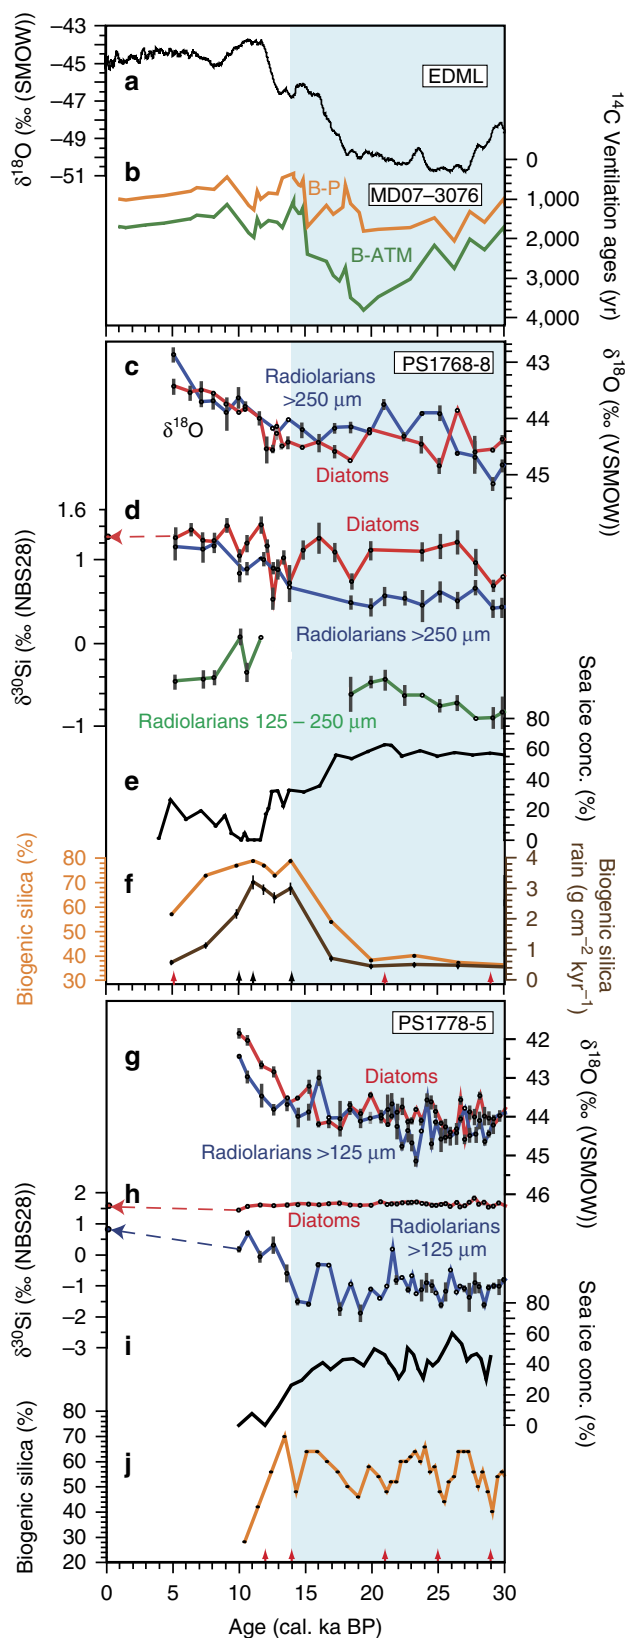 −43
−45
−47
−49
−51
δ18O (‰ (SMOW))
a
EDML
0
1,000
2,000
3,000
4,000
14C Ventilation ages (yr)
b
B-P
MD07–3076
B-ATM
c
Radiolarians
>250 μm
PS1768-8
δ18O
Diatoms
43
44
45
δ18O (‰ (VSMOW))
d
1.6
1
0
−1
δ30Si (‰ (NBS28))
Diatoms
Radiolarians >250 μm
Radiolarians 125 – 250 μm
e
80
60
40
20
0
Sea ice conc. (%)
f
80
70
60
40
30
Biogenic silica (%)
4
3
2
1
0
Biogenic silica
rain (g cm−2 kyr−1)
g
PS1778-5
Diatoms
Radiolarians >125 μm
42
43
44
45
46
δ18O (‰ (VSMOW))
h
2
1
0
−1
−2
−3
δ30Si (‰ (NBS28))
Diatoms
Radiolarians
>125 μm
i
80
60
40
20
0
Sea ice conc. (%)
j
80
70
60
50
40
30
20
Biogenic silica (%)
0
5
10
15
20
25
30
Age (cal. ka BP)